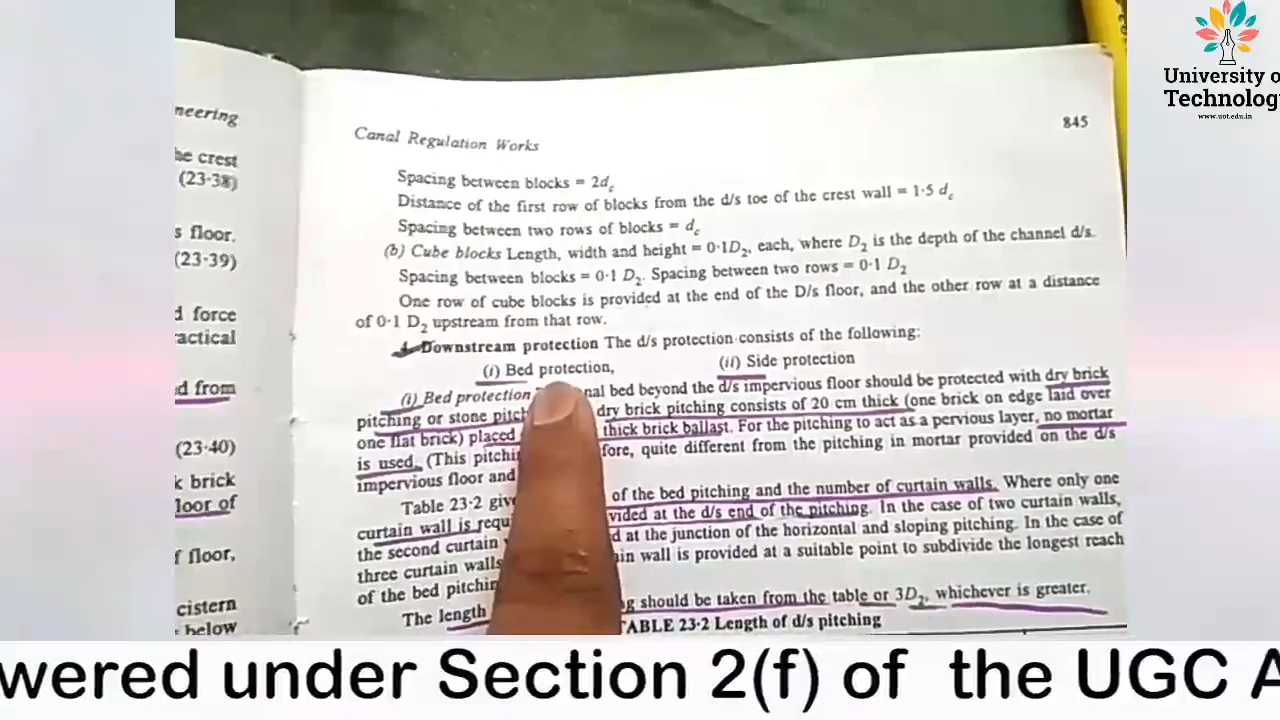 University o
Technology
www.uot.edu.in
neering
he crest
(23·38)
s floor.
(23·39)
d force
ractical
nd from
(23·40)
k brick
loor of
f floor,
cistern
below
Canal Regulation Works
845
Spacing between blocks = 2dc
Distance of the first row of blocks from the d/s toe of the crest wall = 1·5 dc
Spacing between two rows of blocks = dc
(b) Cube blocks Length, width and height = 0·1D2, each, where D2 is the depth of the channel d/s.
Spacing between blocks = 0·1 D2. Spacing between two rows = 0·1 D2
One row of cube blocks is provided at the end of the D/s floor, and the other row at a distance
of 0·1 D2 upstream from that row.
Downstream protection The d/s protection consists of the following:
(i) Bed protection, (ii) Side protection
(i) Bed protection nal bed beyond the d/s impervious floor should be protected with dry brick
pitching or stone pitch dry brick pitching consists of 20 cm thick (one brick on edge laid over
one flat brick) placed thick brick ballast. For the pitching to act as a pervious layer, no mortar
is used. (This pitchin fore, quite different from the pitching in mortar provided on the d/s
impervious floor and
Table 23·2 give of the bed pitching and the number of curtain walls. Where only one
curtain wall is requ vided at the d/s end of the pitching. In the case of two curtain walls,
the second curtain d at the junction of the horizontal and sloping pitching. In the case of
three curtain walls ain wall is provided at a suitable point to subdivide the longest reach
of the bed pitchin
The length g should be taken from the table or 3D2, whichever is greater.
TABLE 23·2 Length of d/s pitching
wered under Section 2(f) of the UGC A